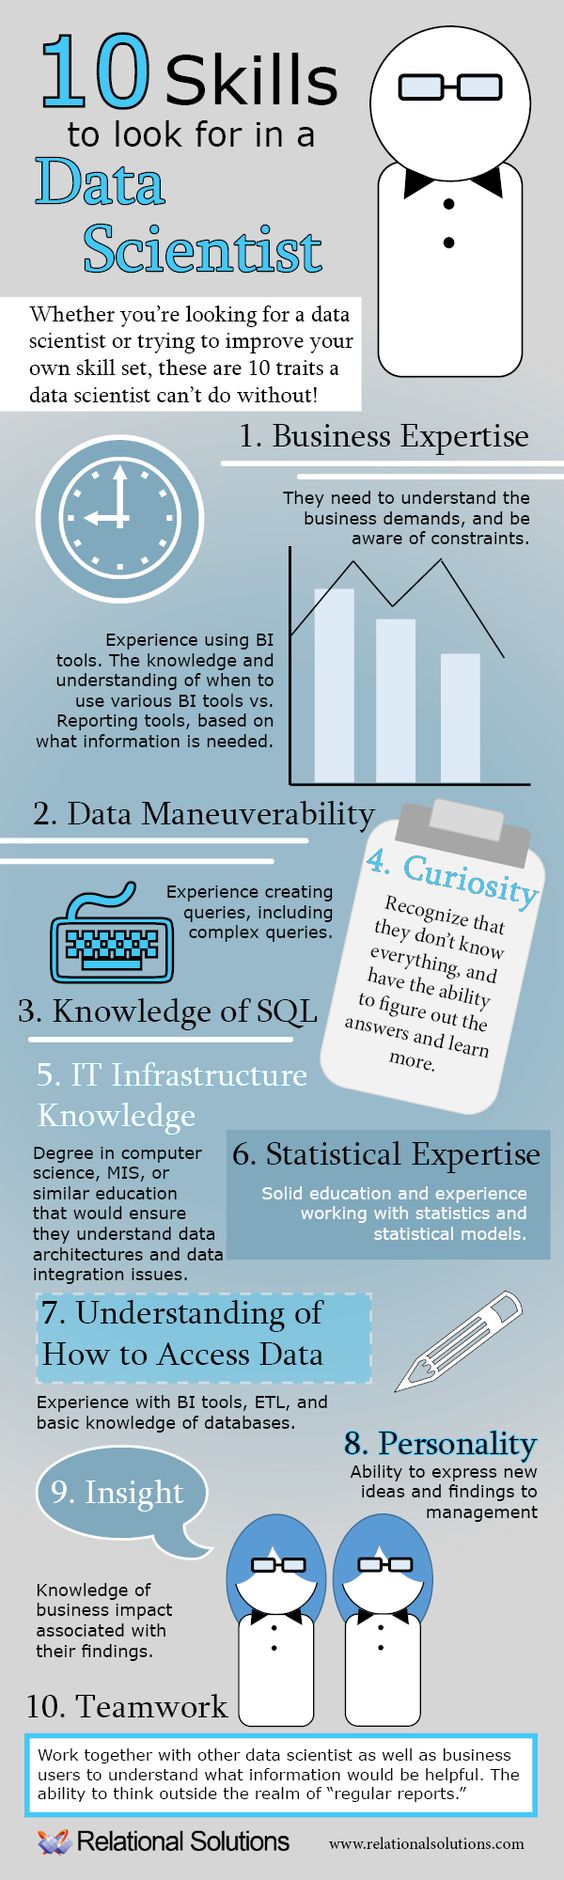 10 Skills
to look for in a
Data
Scientist
Whether you're looking for a data
scientist or trying to improve your
own skill set, these are 10 traits a
data scientist can't do without!
1. Business Expertise
They need to understand the
business demands, and be
aware of constraints.
Experience using BI
tools. The knowledge and
understanding of when to
use various BI tools vs.
Reporting tools, based on
what information is needed.
2. Data Maneuverability
Experience creating
queries, including
complex queries.
3. Knowledge of SQL
4. Curiosity
Recognize that
they don't know
everything, and
have the ability
to figure out the
answers and learn
more.
5. IT Infrastructure
Knowledge
Degree in computer
science, MIS, or
similar education
that would ensure
they understand data
architectures and data
integration issues.
6. Statistical Expertise
Solid education and experience
working with statistics and
statistical models.
7. Understanding of
How to Access Data
Experience with BI tools, ETL, and
basic knowledge of databases.
8. Personality
Ability to express new
ideas and findings to
management
9. Insight
Knowledge of
business impact
associated with
their findings.
10. Teamwork
Work together with other data scientist as well as business
users to understand what information would be helpful. The
ability to think outside the realm of “regular reports.”
Relational Solutions
www.relationalsolutions.com